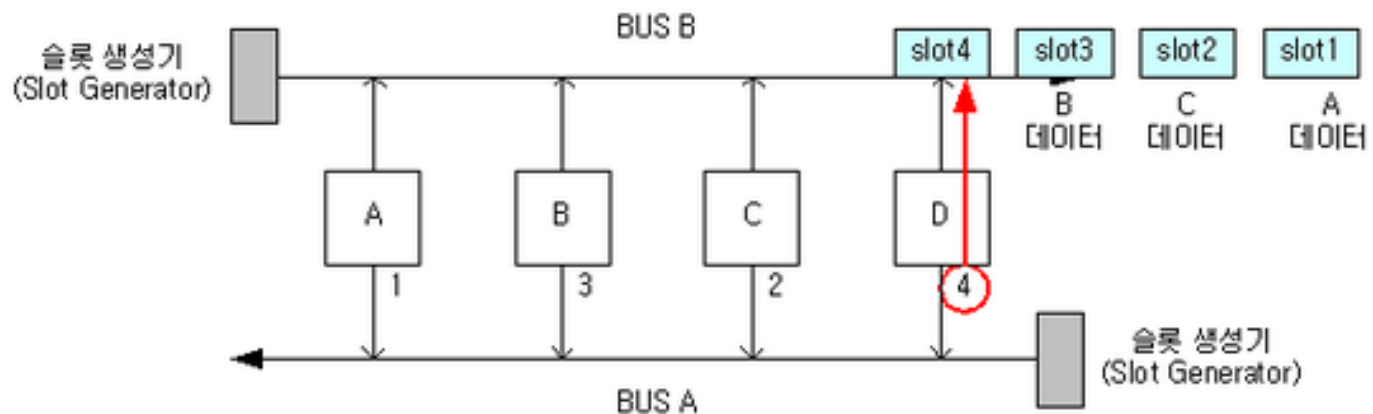 BUS B
슬롯 생성기
(Slot Generator)
slot4
slot3
slot2
slot1
B
데이터
C
데이터
A
데이터
A
B
C
D
1
3
2
4
슬롯 생성기
(Slot Generator)
BUS A